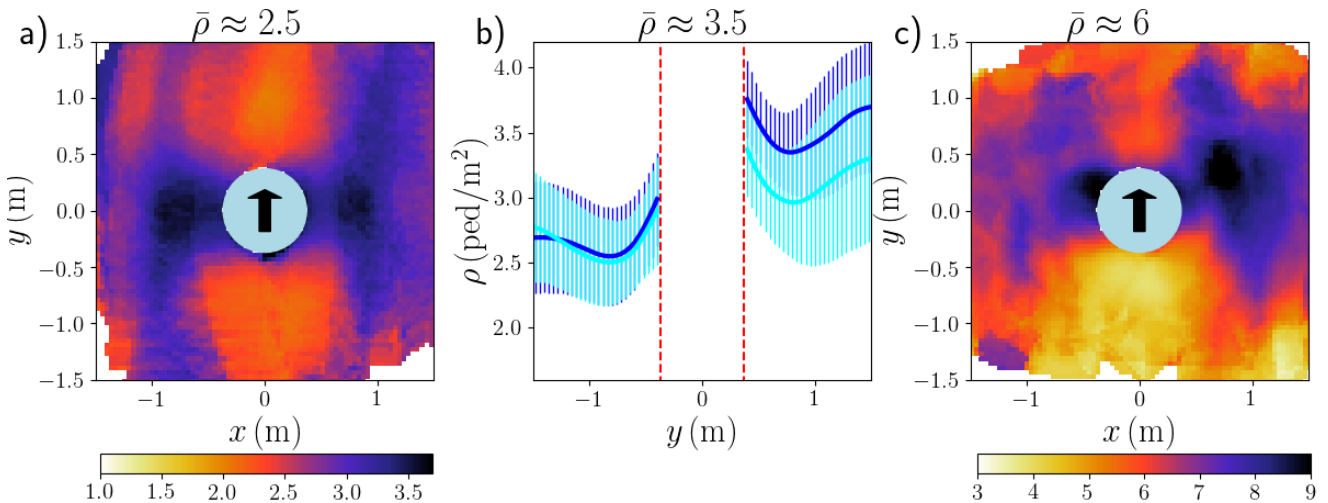 a) ρ̄ ≈ 2.5
1.5
1.0
0.5
0.0
−0.5
−1.0
−1.5
y (m)
−1 0 1
x (m)
1.0 1.5 2.0 2.5 3.0 3.5
b) ρ̄ ≈ 3.5
4.0
3.5
3.0
2.5
2.0
ρ (ped/m²)
−1 0 1
y (m)
c) ρ̄ ≈ 6
1.5
1.0
0.5
0.0
−0.5
−1.0
−1.5
y (m)
−1 0 1
x (m)
3 4 5 6 7 8 9